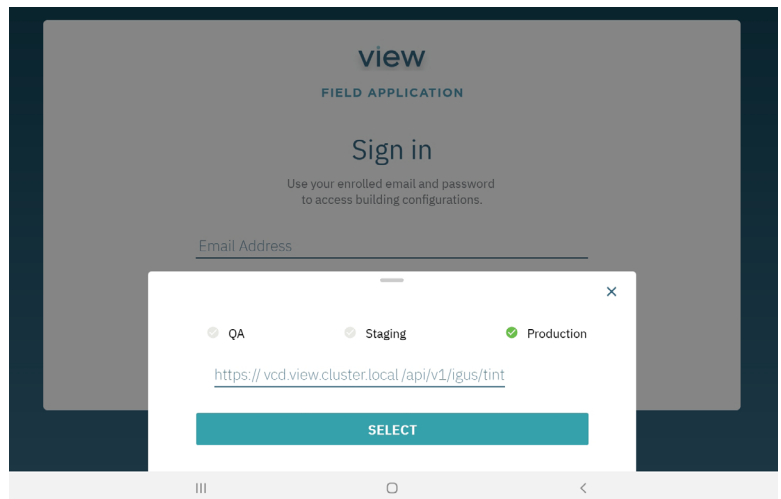 view
FIELD APPLICATION
Sign in
Use your enrolled email and password
to access building configurations.
Email Address
QA Staging Production
https:// vcd.view.cluster.local /api/v1/igus/tint
SELECT